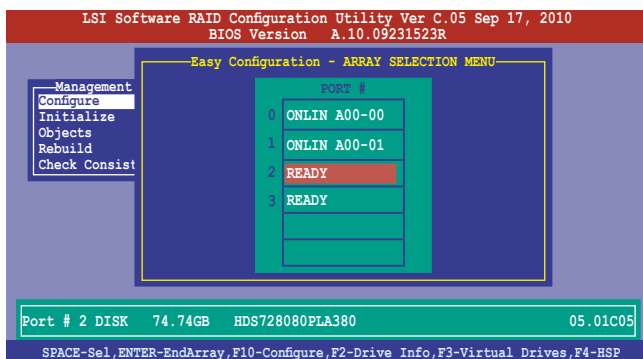 LSI Software RAID Configuration Utility Ver C.05 Sep 17, 2010
BIOS Version A.10.09231523R
Easy Configuration - ARRAY SELECTION MENU
Management
Configure
Initialize
Objects
Rebuild
Check Consist
PORT #
0 ONLIN A00-00
1 ONLIN A00-01
2 READY
3 READY
Port # 2 DISK 74.74GB HDS728080PLA380 05.01C05
SPACE-Sel,ENTER-EndArray,F10-Configure,F2-Drive Info,F3-Virtual Drives,F4-HSP